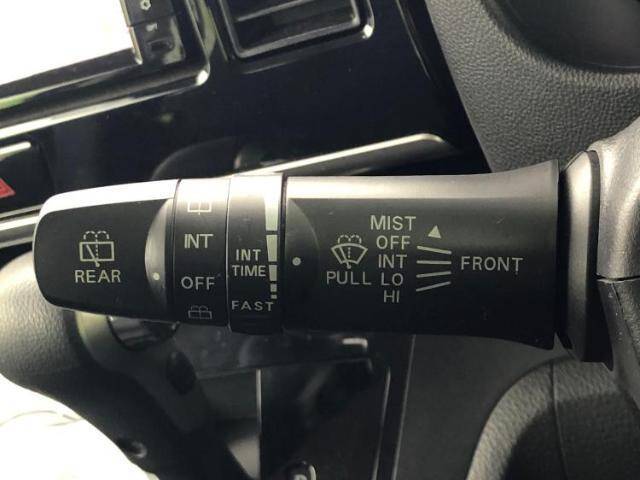 REAR
INT
OFF
INT
TIME
FAST
PULL
MIST
OFF
INT
LO
HI
FRONT